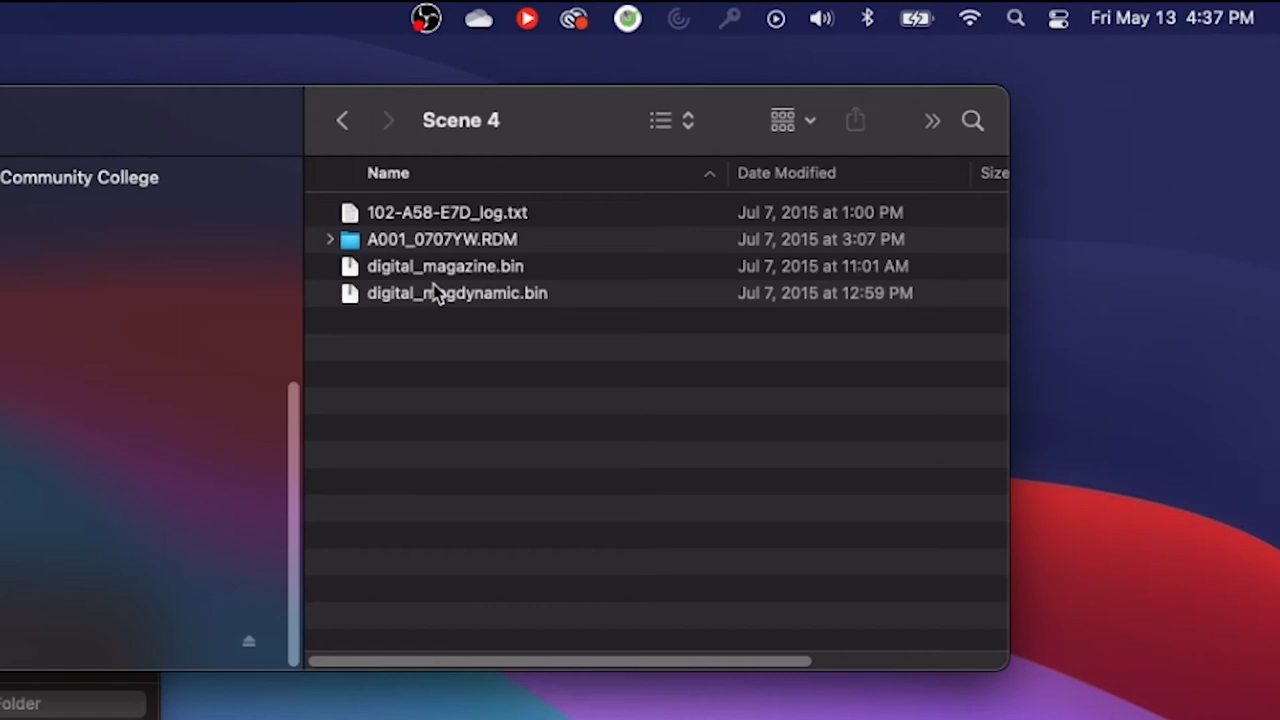 Fri May 13 4:37 PM
Scene 4
Community College
Name Date Modified Size
102-A58-E7D_log.txt Jul 7, 2015 at 1:00 PM
A001_0707YW.RDM Jul 7, 2015 at 3:07 PM
digital_magazine.bin Jul 7, 2015 at 11:01 AM
digital_magdynamic.bin Jul 7, 2015 at 12:59 PM
Folder